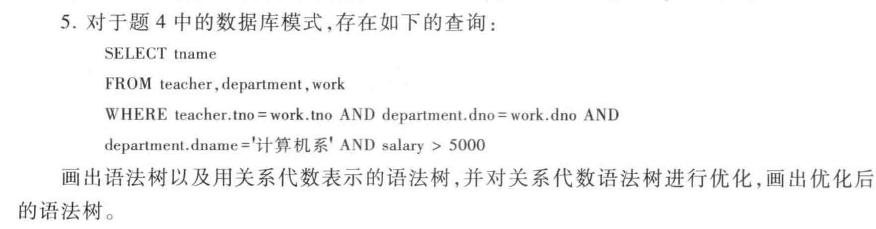 5. 对于题 4 中的数据库模式,存在如下的查询:
SELECT tname
FROM teacher,department,work
WHERE teacher.tno=work.tno AND department.dno=work.dno AND
department.dname='计算机系' AND salary > 5000
画出语法树以及用关系代数表示的语法树,并对关系代数语法树进行优化,画出优化后
的语法树。